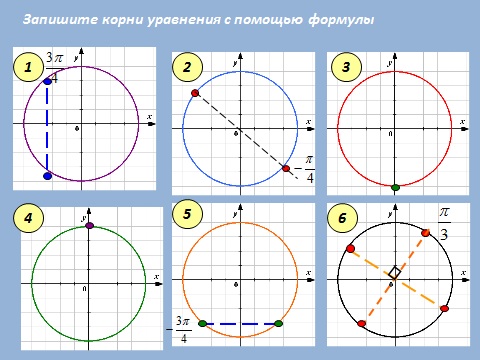 Запишите корни уравнения с помощью формулы
1
3π/4
y
x
0
2
y
x
0
-π/4
3
y
x
0
4
y
x
0
5
y
x
0
-3π/4
6
y
x
0
π/3